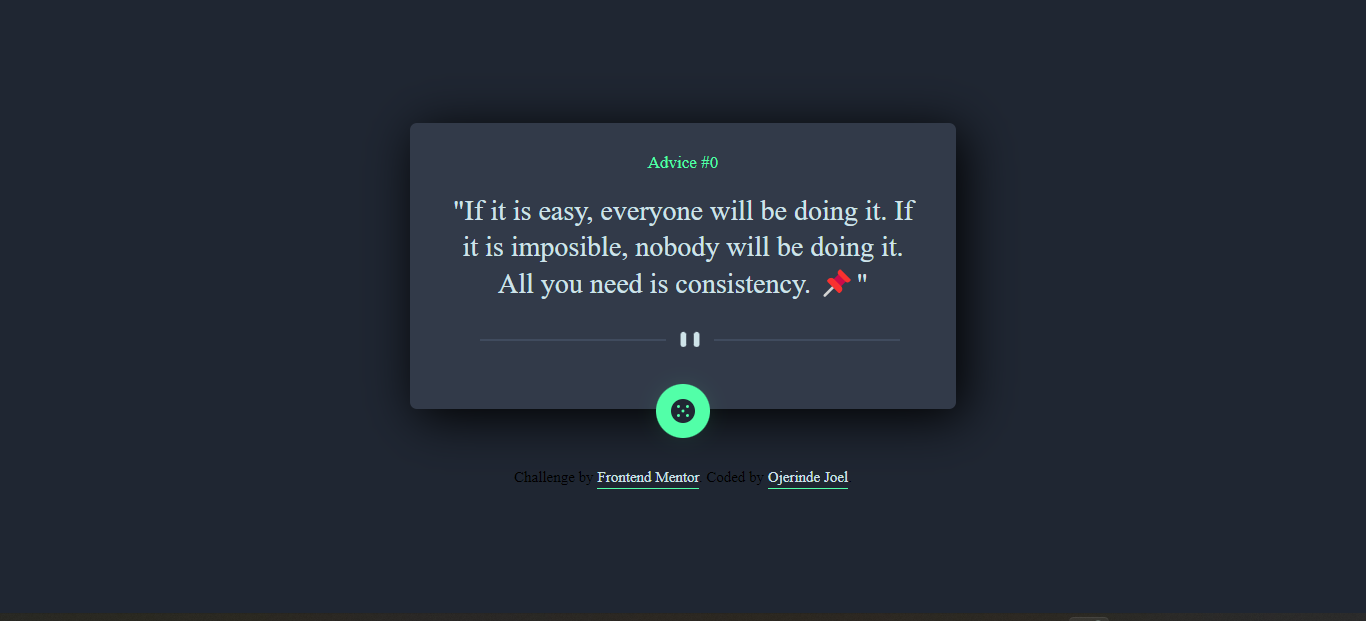 Advice #0
"If it is easy, everyone will be doing it. If
it is imposible, nobody will be doing it.
All you need is consistency. 📌 "
Challenge by Frontend Mentor. Coded by Ojerinde Joel